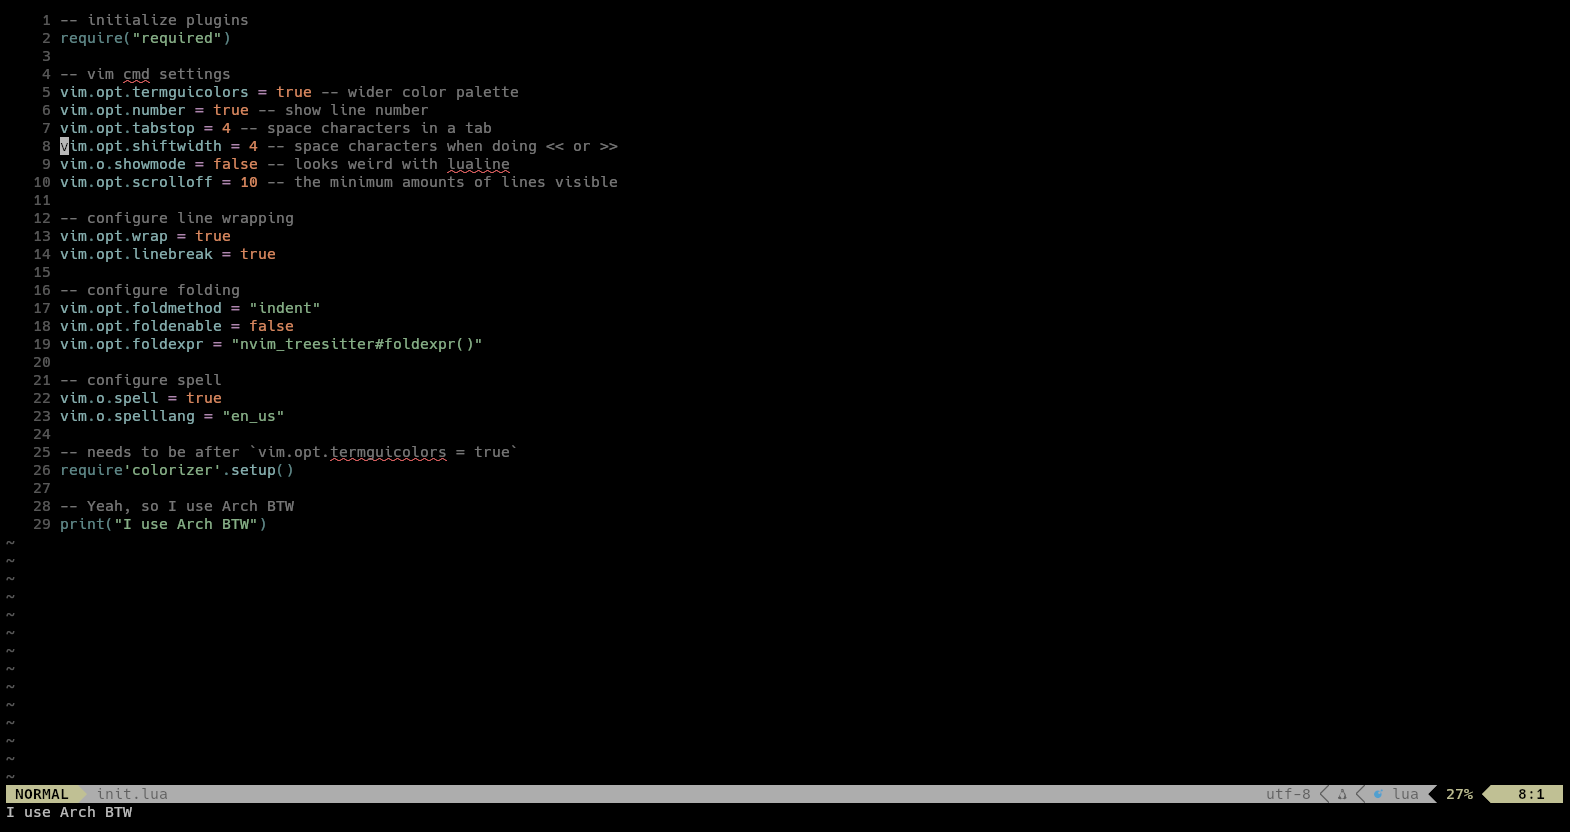 1 -- initialize plugins
2 require("required")
3
4 -- vim cmd settings
5 vim.opt.termguicolors = true -- wider color palette
6 vim.opt.number = true -- show line number
7 vim.opt.tabstop = 4 -- space characters in a tab
8 vim.opt.shiftwidth = 4 -- space characters when doing << or >>
9 vim.o.showmode = false -- looks weird with lualine
10 vim.opt.scrolloff = 10 -- the minimum amounts of lines visible
11
12 -- configure line wrapping
13 vim.opt.wrap = true
14 vim.opt.linebreak = true
15
16 -- configure folding
17 vim.opt.foldmethod = "indent"
18 vim.opt.foldenable = false
19 vim.opt.foldexpr = "nvim_treesitter#foldexpr()"
20
21 -- configure spell
22 vim.o.spell = true
23 vim.o.spelllang = "en_us"
24
25 -- needs to be after `vim.opt.termguicolors = true`
26 require'colorizer'.setup()
27
28 -- Yeah, so I use Arch BTW
29 print("I use Arch BTW")
~
~
~
~
~
~
~
~
~
~
~
~
~
~
NORMAL init.lua utf-8 lua 27% 8:1
I use Arch BTW